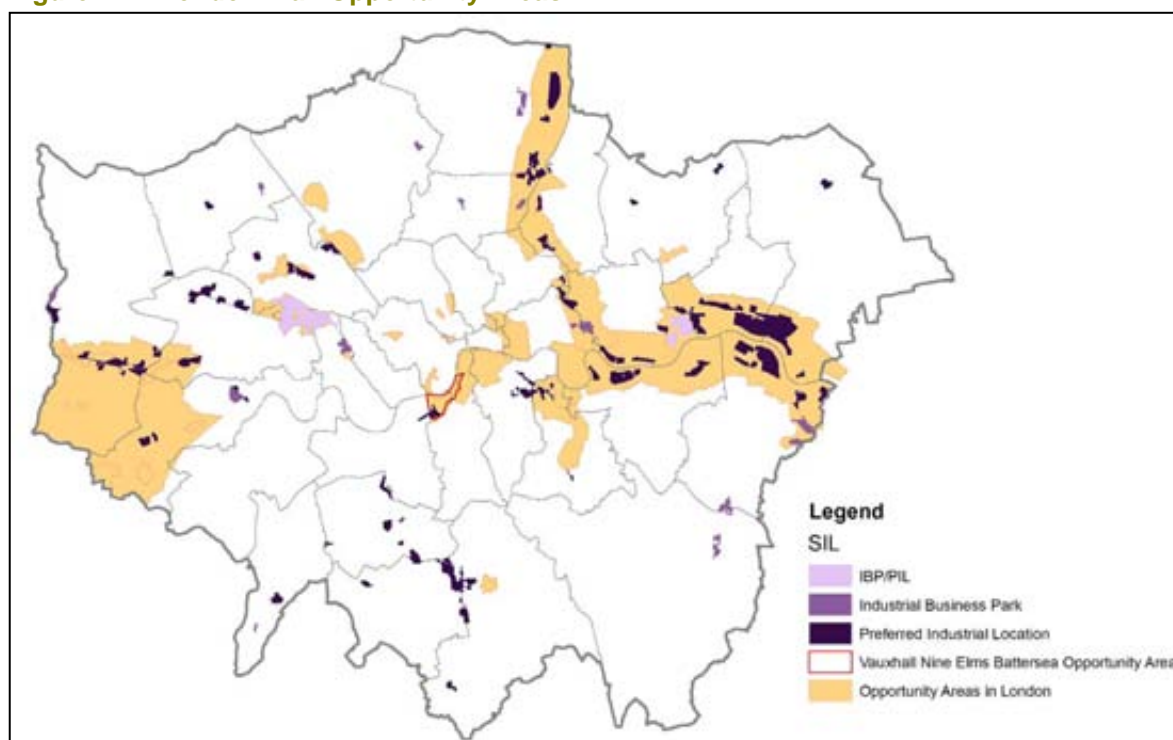 Legend
SIL
IBP/PIL
Industrial Business Park
Preferred Industrial Location
Vauxhall Nine Elms Battersea Opportunity Area
Opportunity Areas in London